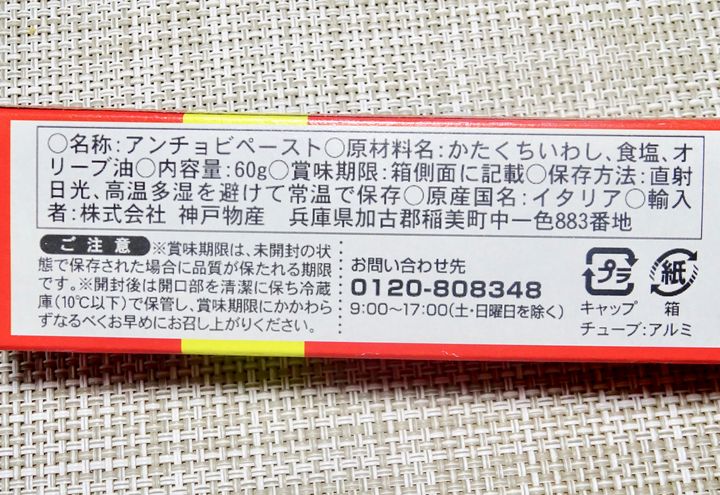 ○名称:アンチョビペースト○原材料名:かたくちいわし、食塩、オ
リーブ油○内容量:60g○賞味期限:箱側面に記載○保存方法:直射
日光、高温多湿を避けて常温で保存○原産国名:イタリア○輸入
者:株式会社 神戸物産 兵庫県加古郡稲美町中一色883番地
ご注意 ※賞味期限は、未開封の状
態で保存された場合に品質が保たれる期限
です。※開封後は開口部を清潔に保ち冷蔵
庫(10℃以下)で保管し、賞味期限にかかわら
ずなるべくお早めにお召し上がりください。
お問い合わせ先
0120-808348
9:00〜17:00(土・日曜日を除く)
プラ
キャップ
紙
箱
チューブ:アルミ